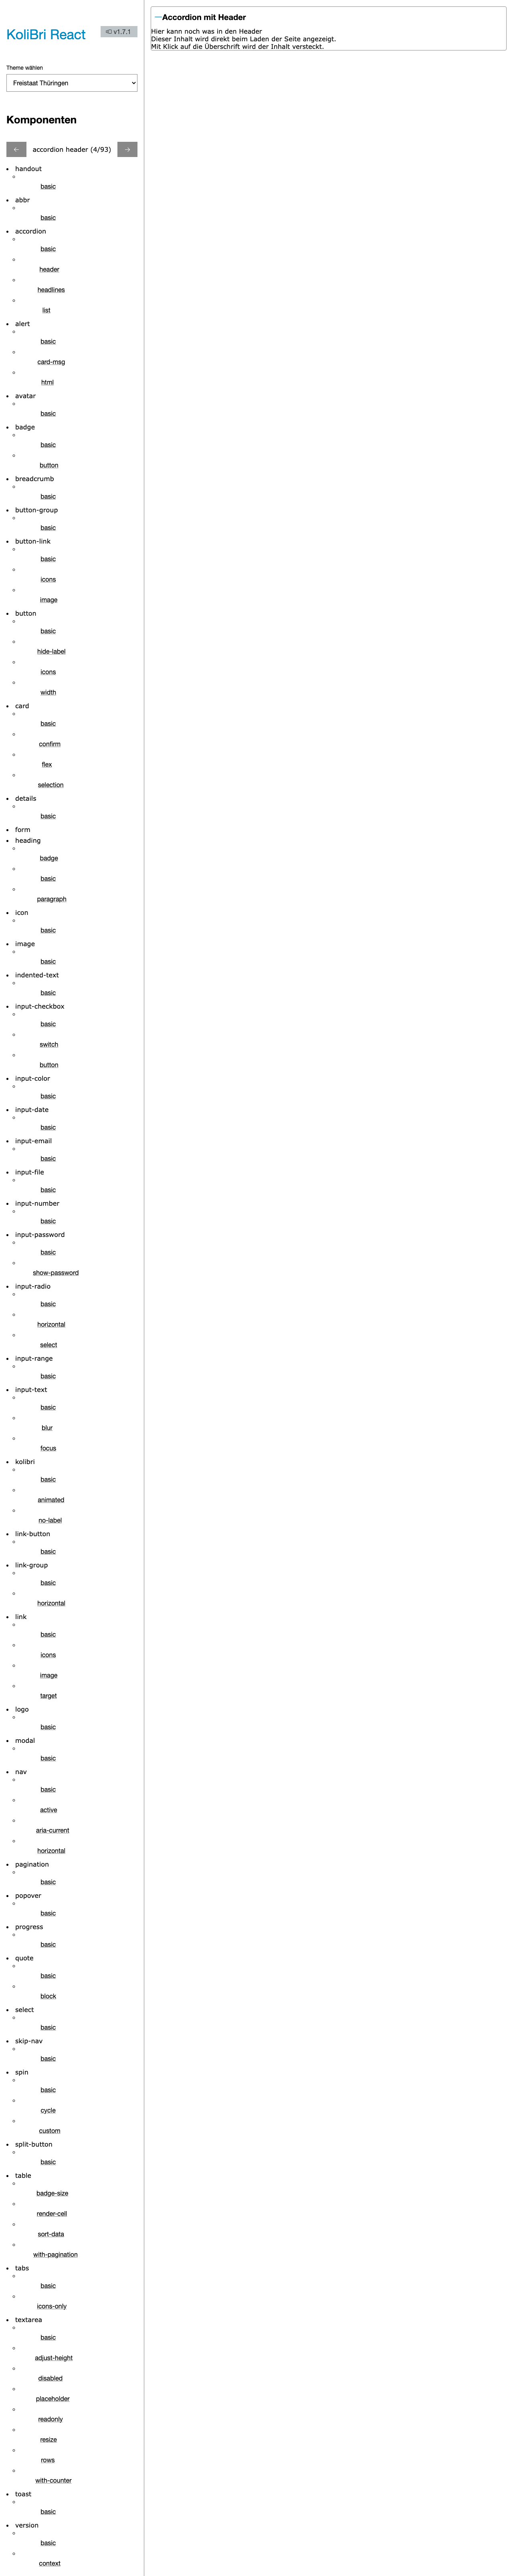 KoliBri React
v1.7.1
Theme wählen
Freistaat Thüringen
Komponenten
accordion header (4/93)
handout
basic
abbr
basic
accordion
basic
header
headlines
list
alert
basic
card-msg
html
avatar
basic
badge
basic
button
breadcrumb
basic
button-group
basic
button-link
basic
icons
image
button
basic
hide-label
icons
width
card
basic
confirm
flex
selection
details
basic
form
heading
badge
basic
paragraph
icon
basic
image
basic
indented-text
basic
input-checkbox
basic
switch
button
input-color
basic
input-date
basic
input-email
basic
input-file
basic
input-number
basic
input-password
basic
show-password
input-radio
basic
horizontal
select
input-range
basic
input-text
basic
blur
focus
kolibri
basic
animated
no-label
link-button
basic
link-group
basic
horizontal
link
basic
icons
image
target
logo
basic
modal
basic
nav
basic
active
aria-current
horizontal
pagination
basic
popover
basic
progress
basic
quote
basic
block
select
basic
skip-nav
basic
spin
basic
cycle
custom
split-button
basic
table
badge-size
render-cell
sort-data
with-pagination
tabs
basic
icons-only
textarea
basic
adjust-height
disabled
placeholder
readonly
resize
rows
with-counter
toast
basic
version
basic
context
Accordion mit Header
Hier kann noch was in den Header
Dieser Inhalt wird direkt beim Laden der Seite angezeigt.
Mit Klick auf die Überschrift wird der Inhalt versteckt.